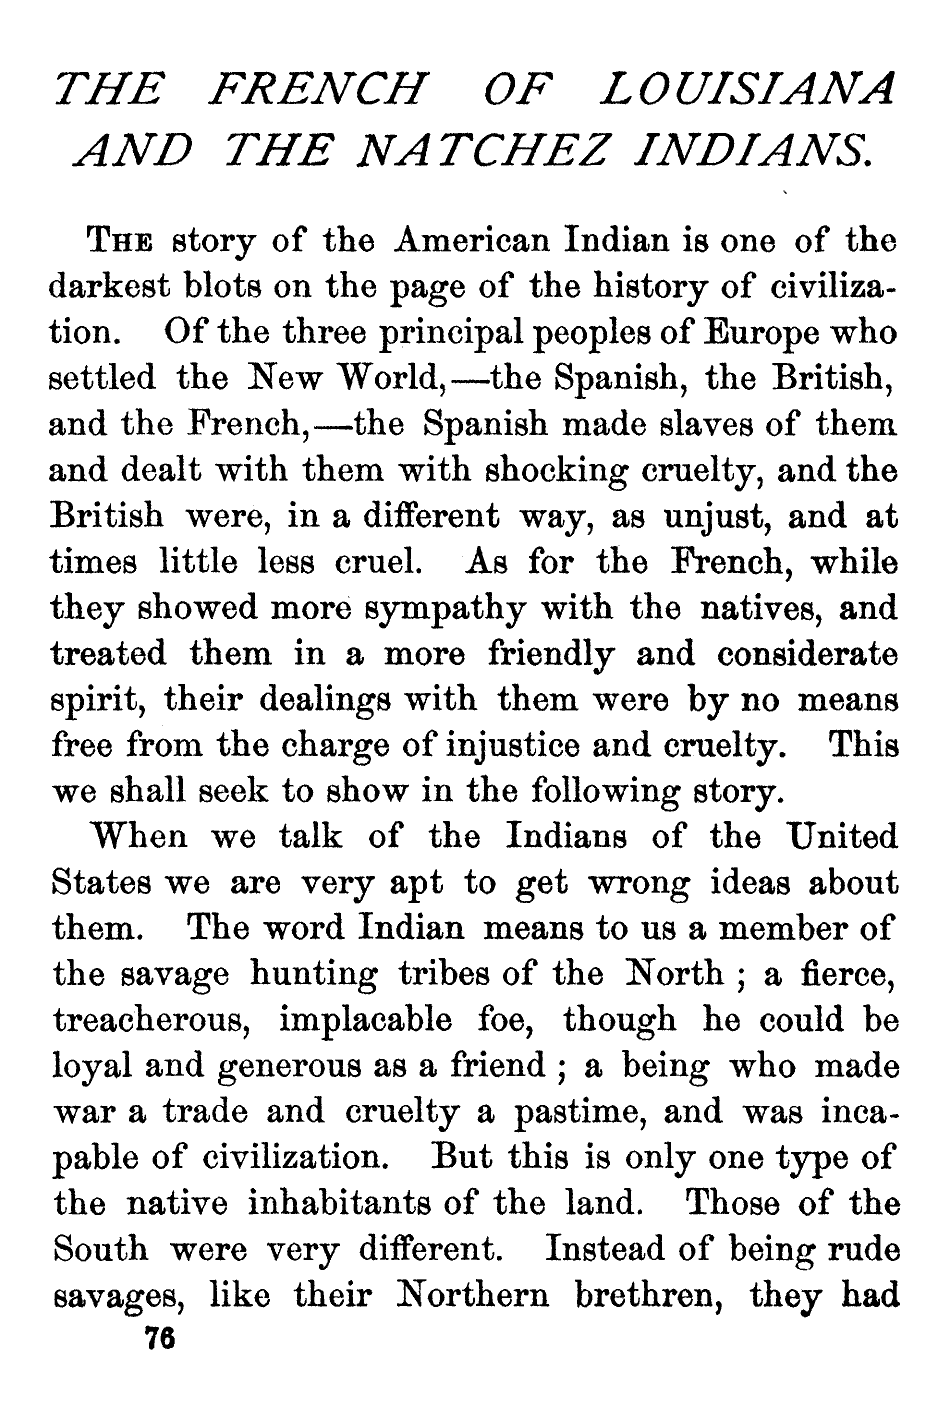 THE FRENCH OF LOUISIANA
AND THE NATCHEZ INDIANS.
THE story of the American Indian is one of the
darkest blots on the page of the history of civiliza-
tion. Of the three principal peoples of Europe who
settled the New World,—the Spanish, the British,
and the French,—the Spanish made slaves of them
and dealt with them with shocking cruelty, and the
British were, in a different way, as unjust, and at
times little less cruel. As for the French, while
they showed more sympathy with the natives, and
treated them in a more friendly and considerate
spirit, their dealings with them were by no means
free from the charge of injustice and cruelty. This
we shall seek to show in the following story.
When we talk of the Indians of the United
States we are very apt to get wrong ideas about
them. The word Indian means to us a member of
the savage hunting tribes of the North ; a fierce,
treacherous, implacable foe, though he could be
loyal and generous as a friend ; a being who made
war a trade and cruelty a pastime, and was inca-
pable of civilization. But this is only one type of
the native inhabitants of the land. Those of the
South were very different. Instead of being rude
savages, like their Northern brethren, they had
76